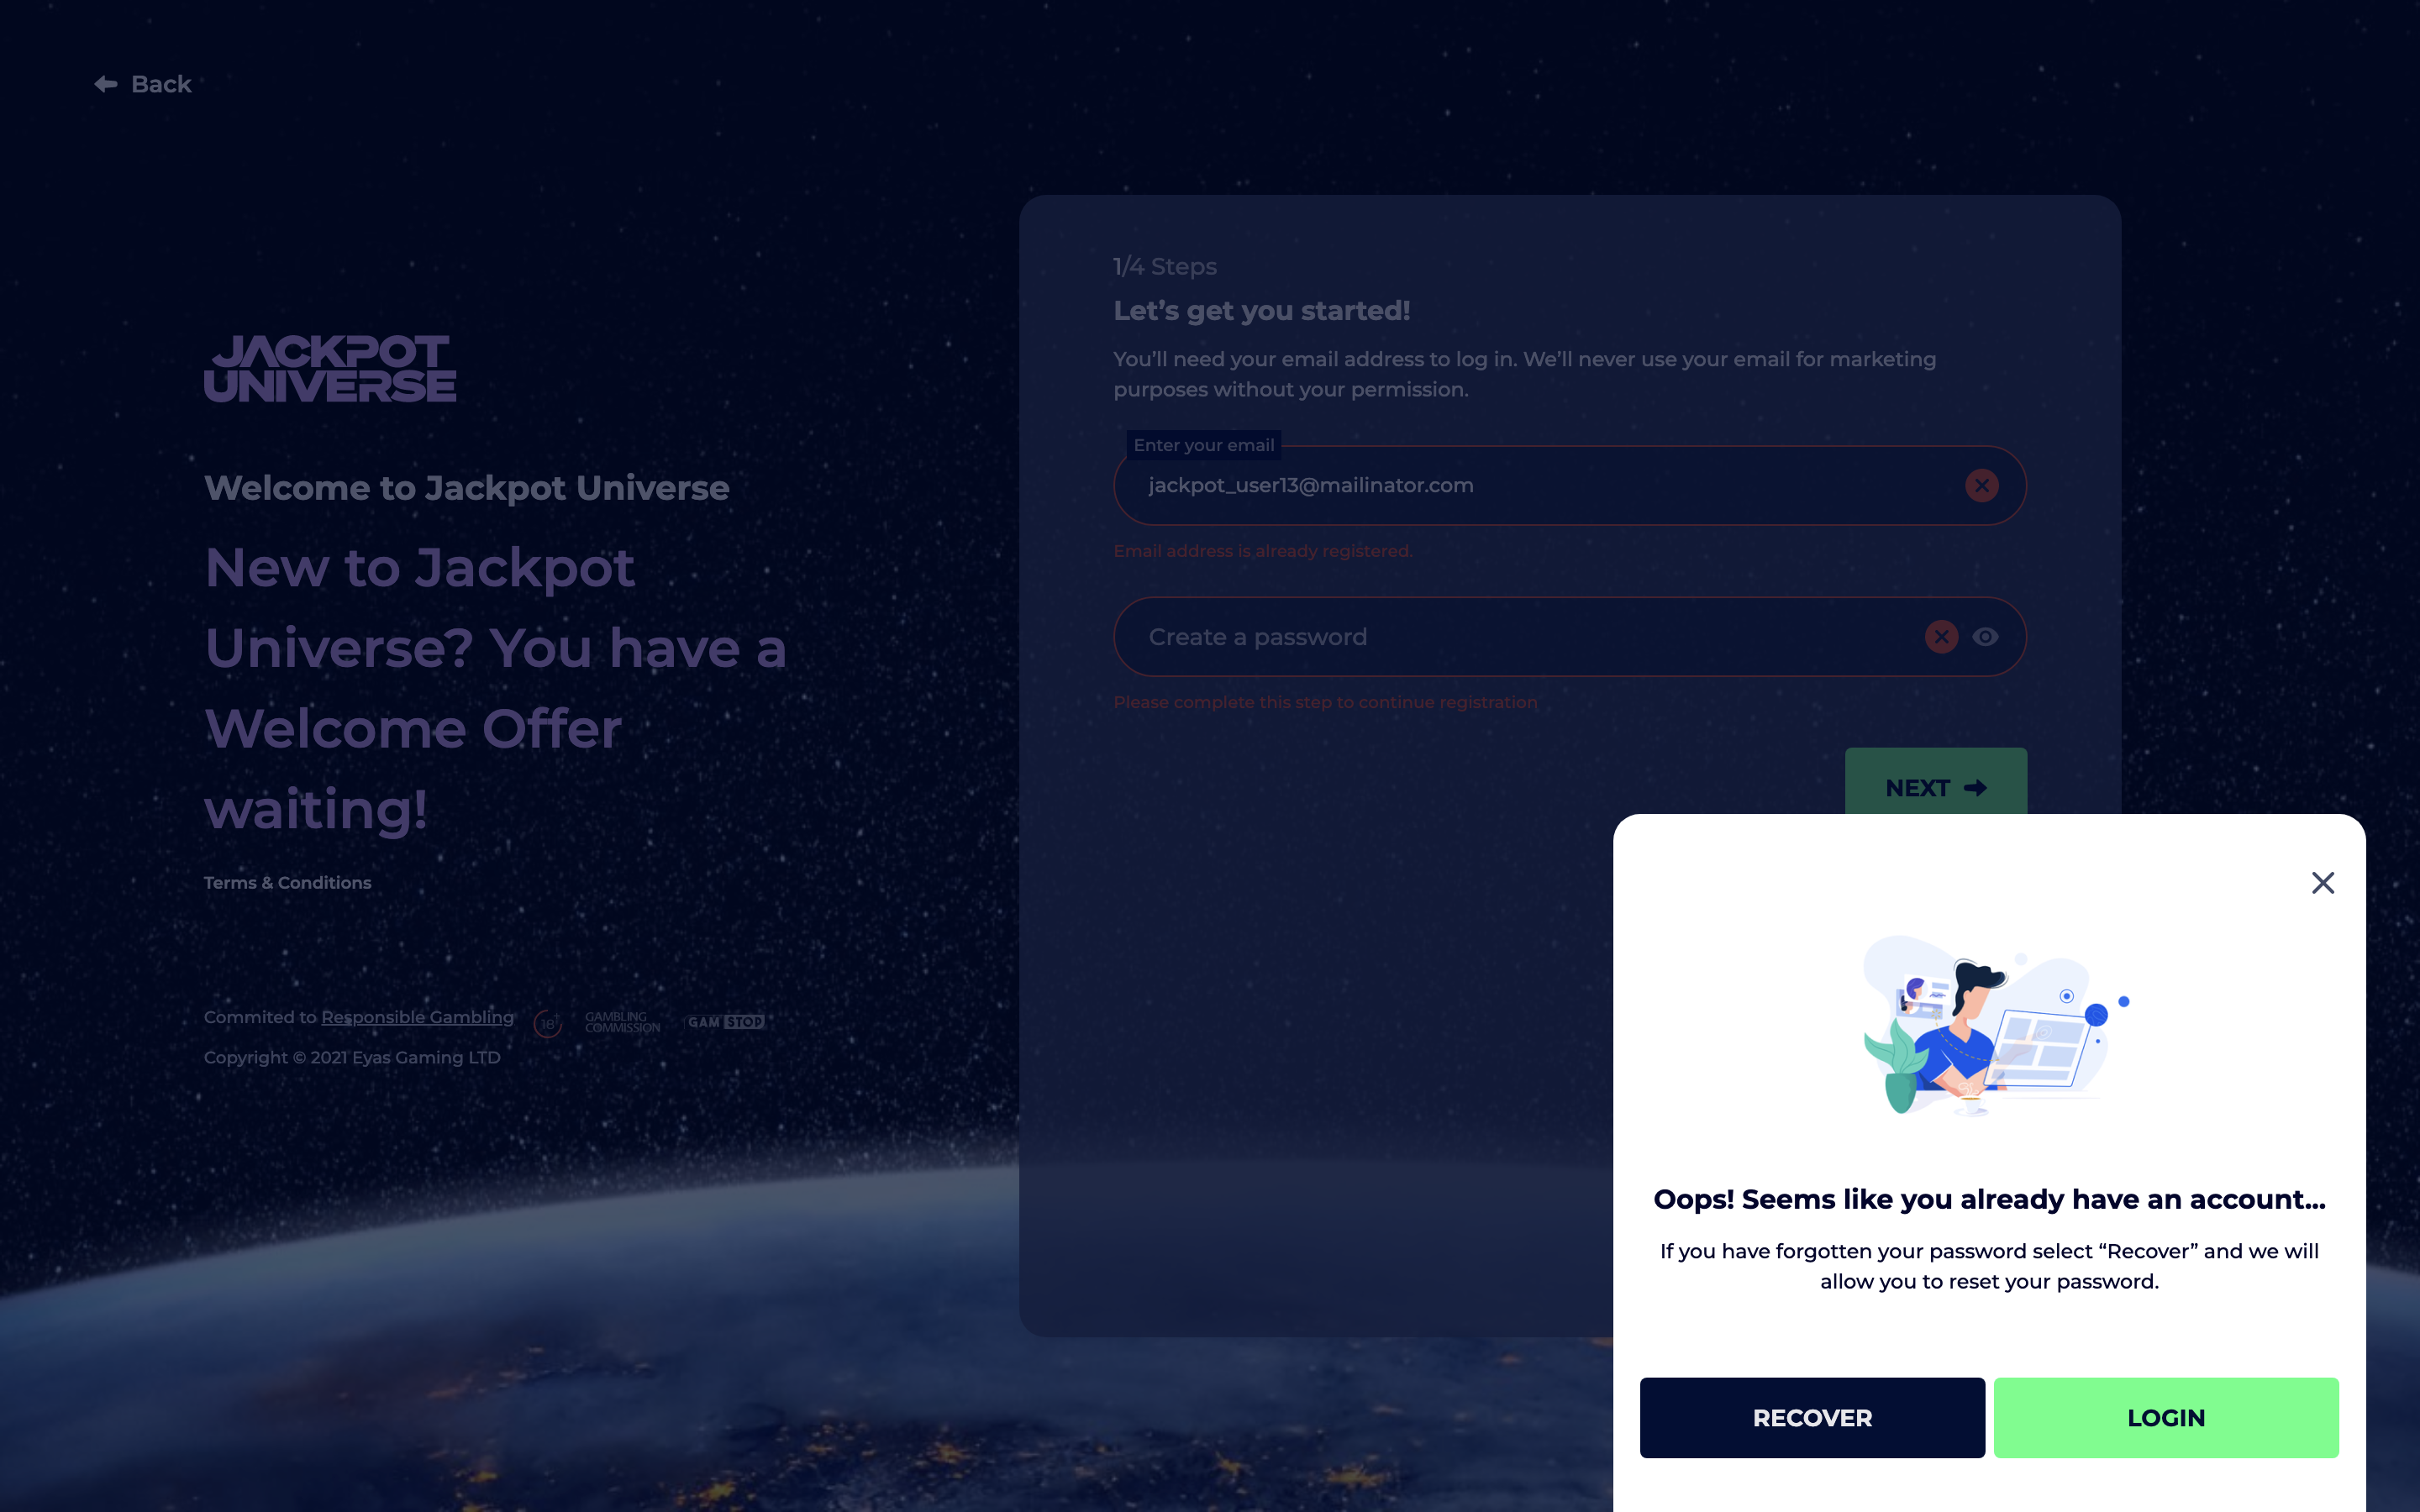 Back
JACKPOT
UNIVERSE
Welcome to Jackpot Universe
New to Jackpot
Universe? You have a
Welcome Offer
waiting!
Terms & Conditions
Commited to Responsible Gambling
18
GAMBLING
COMMISSION
GAMSTOP
Copyright © 2021 Eyas Gaming LTD
1/4 Steps
Let’s get you started!
You’ll need your email address to log in. We’ll never use your email for marketing
purposes without your permission.
Enter your email
jackpot_user13@mailinator.com
Email address is already registered.
Create a password
Please complete this step to continue registration
NEXT
Oops! Seems like you already have an account...
If you have forgotten your password select “Recover” and we will
allow you to reset your password.
RECOVER
LOGIN